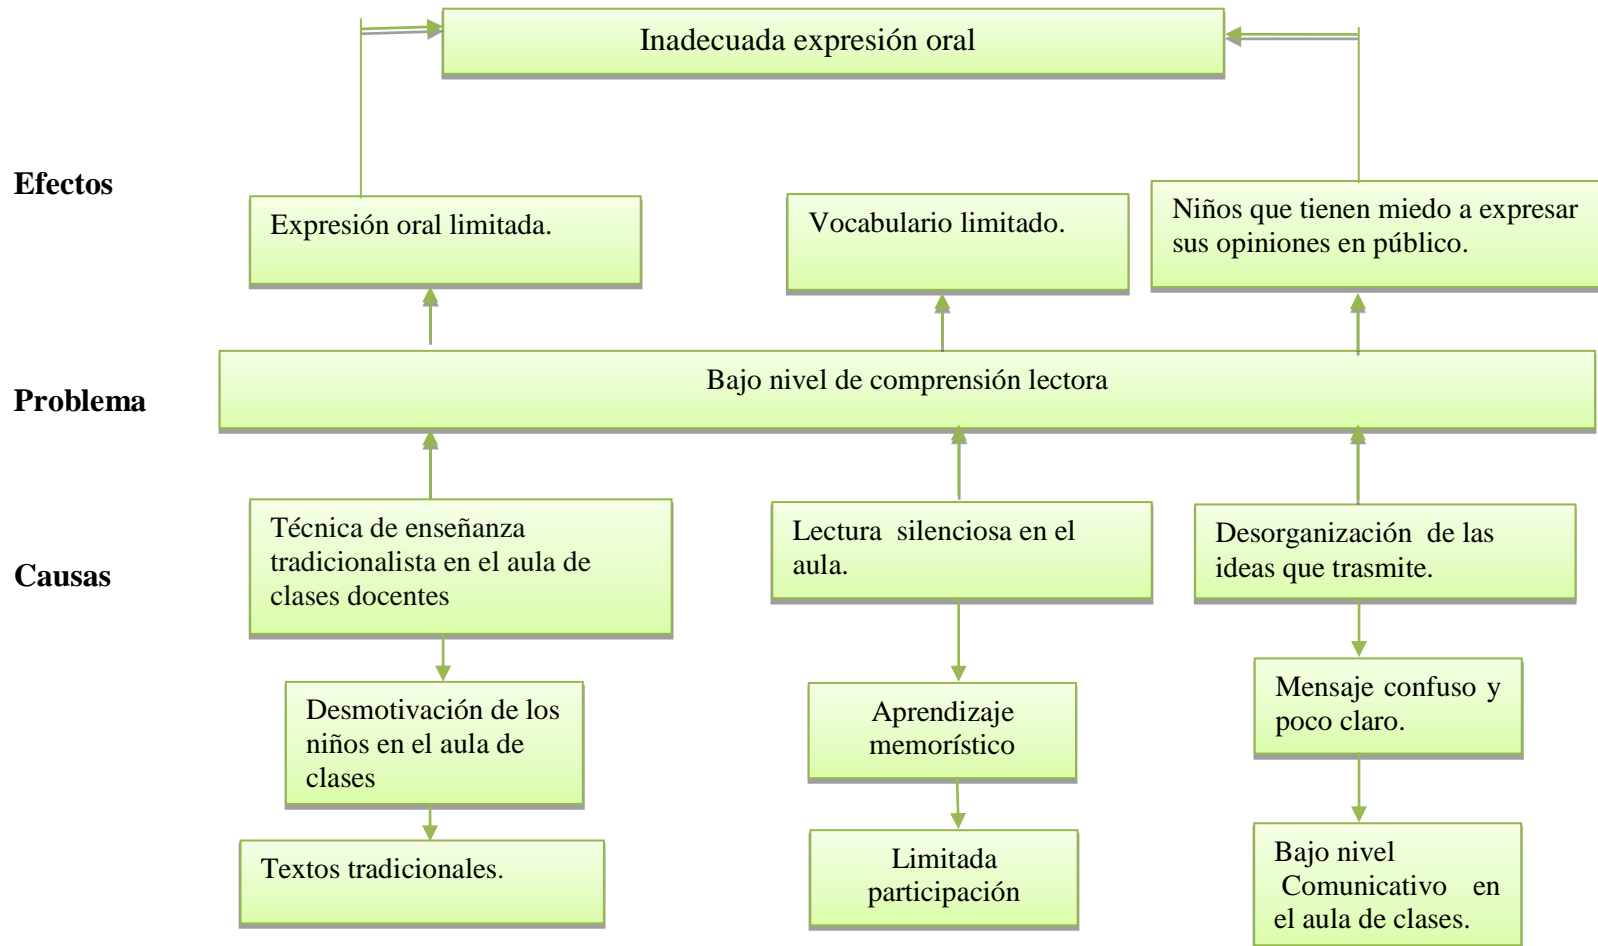 Inadecuada expresión oral
Efectos
Expresión oral limitada.
Vocabulario limitado.
Niños que tienen miedo a expresar
sus opiniones en público.
Problema
Bajo nivel de comprensión lectora
Causas
Técnica de enseñanza
tradicionalista en el aula de
clases docentes
Lectura silenciosa en el
aula.
Desorganización de las
ideas que trasmite.
Desmotivación de los
niños en el aula de
clases
Aprendizaje
memorístico
Mensaje confuso y
poco claro.
Textos tradicionales.
Limitada
participación
Bajo nivel
Comunicativo en
el aula de clases.